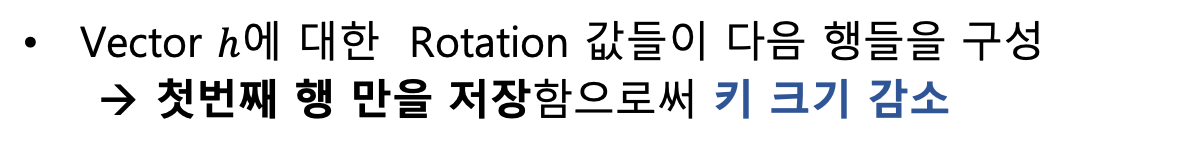 • Vector ℎ에 대한 Rotation 값들이 다음 행들을 구성
→ 첫번째 행 만을 저장함으로써 키 크기 감소